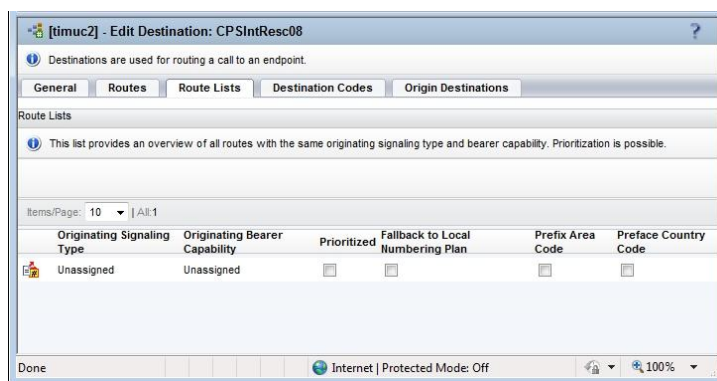 [timuc2] - Edit Destination: CPSIntResc08 ?
Destinations are used for routing a call to an endpoint.
General Routes Route Lists Destination Codes Origin Destinations
Route Lists
This list provides an overview of all routes with the same originating signaling type and bearer capability. Prioritization is possible.
Items/Page: 10 | All:1
Originating Signaling Type Originating Bearer Capability Prioritized Fallback to Local Numbering Plan Prefix Area Code Preface Country Code
Unassigned Unassigned
Done Internet | Protected Mode: Off 100%